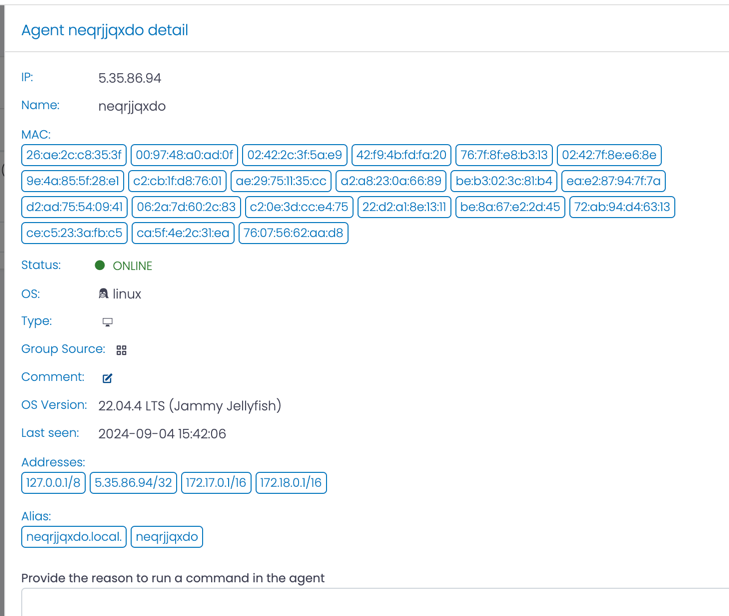 Agent neqrjjqxdo detail
IP: 5.35.86.94
Name: neqrjjqxdo
MAC:
26:ae:2c:c8:35:3f 00:97:48:a0:ad:0f 02:42:2c:3f:5a:e9 42:f9:4b:fd:fa:20 76:7f:8f:e8:b3:13 02:42:7f:8e:e6:8e
9e:4a:85:5f:28:e1 c2:cb:1f:d8:76:01 ae:29:75:11:35:cc a2:a8:23:0a:66:89 be:b3:02:3c:81:b4 ea:e2:87:94:7f:7a
d2:ad:75:54:09:41 06:2a:7d:60:2c:83 c2:0e:3d:cc:e4:75 22:d2:a1:8e:13:11 be:8a:67:e2:2d:45 72:ab:94:d4:63:13
ce:c5:23:3a:fb:c5 ca:5f:4e:2c:31:ea 76:07:56:62:aa:d8
Status: ONLINE
OS: linux
Type:
Group Source:
Comment:
OS Version: 22.04.4 LTS (Jammy Jellyfish)
Last seen: 2024-09-04 15:42:06
Addresses:
127.0.0.1/8 5.35.86.94/32 172.17.0.1/16 172.18.0.1/16
Alias:
neqrjjqxdo.local. neqrjjqxdo
Provide the reason to run a command in the agent